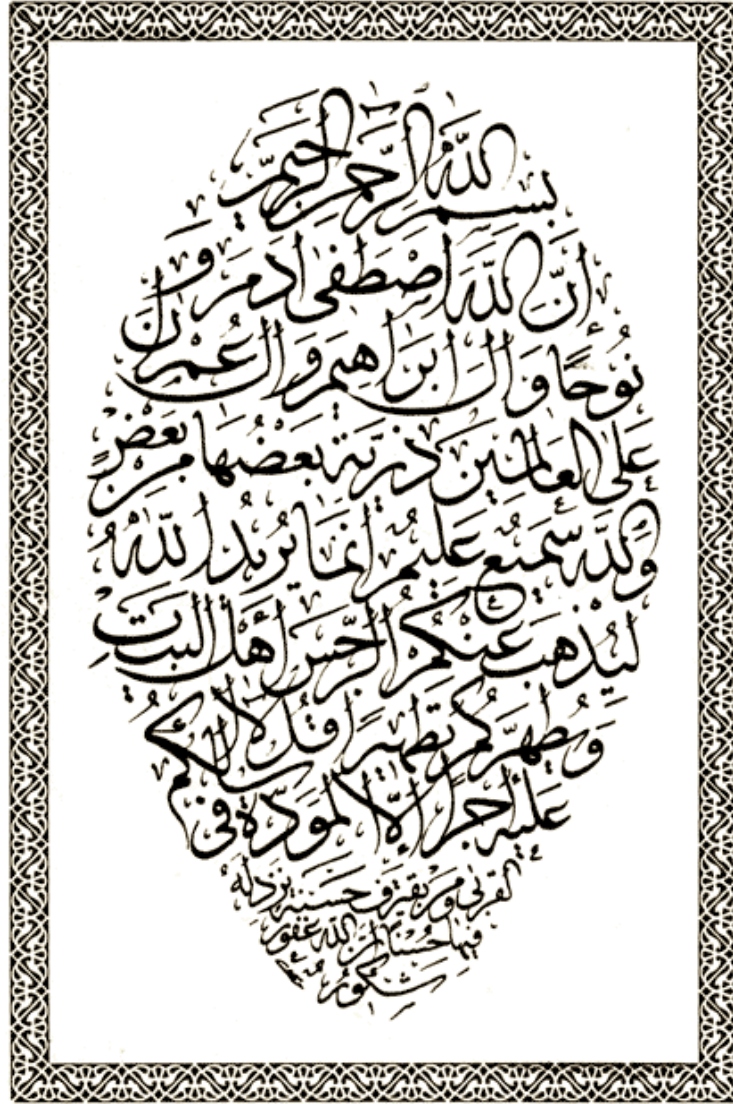 بسم الله الرحمن الرحيم
إن الله اصطفى آدم و
نوحا وآل إبراهيم وآل عمران
على العالمين ذرية بعضها من بعض
والله سميع عليم إنما يريد الله
ليذهب عنكم الرجس أهل البيت
ويطهركم تطهيرا قل لا أسألكم
عليه أجرا إلا المودة في
القربى ومن يقترف حسنة نزد له
فيها حسنا إن الله غفور
شكور